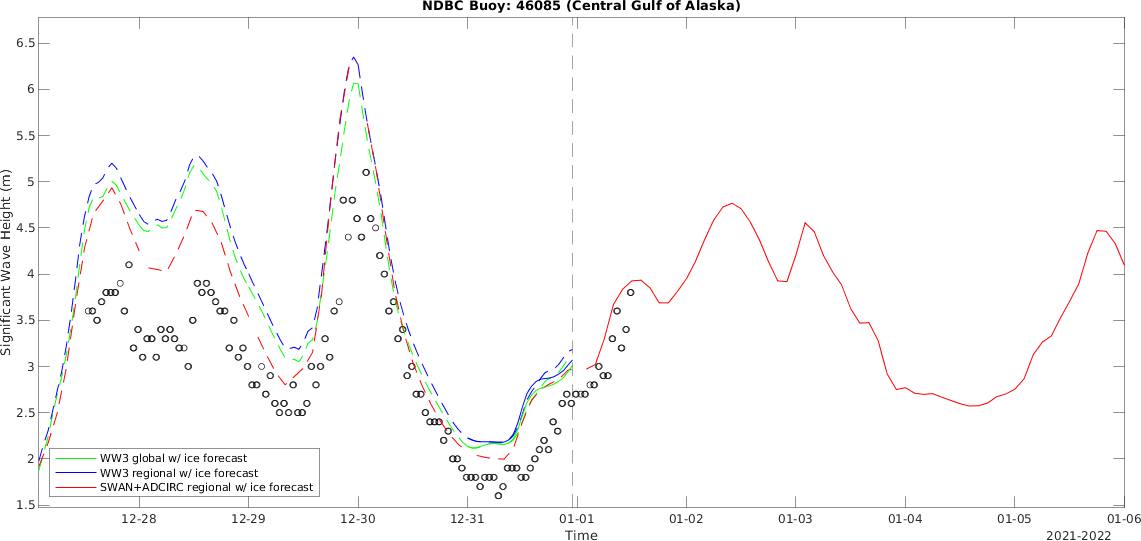 NDBC Buoy: 46085 (Central Gulf of Alaska)
Significant Wave Height (m)
6.5
6
5.5
5
4.5
4
3.5
3
2.5
2
1.5
WW3 global w/ ice forecast
WW3 regional w/ ice forecast
SWAN+ADCIRC regional w/ ice forecast
12-28 12-29 12-30 12-31 01-01 01-02 01-03 01-04 01-05 01-06
Time
2021-2022